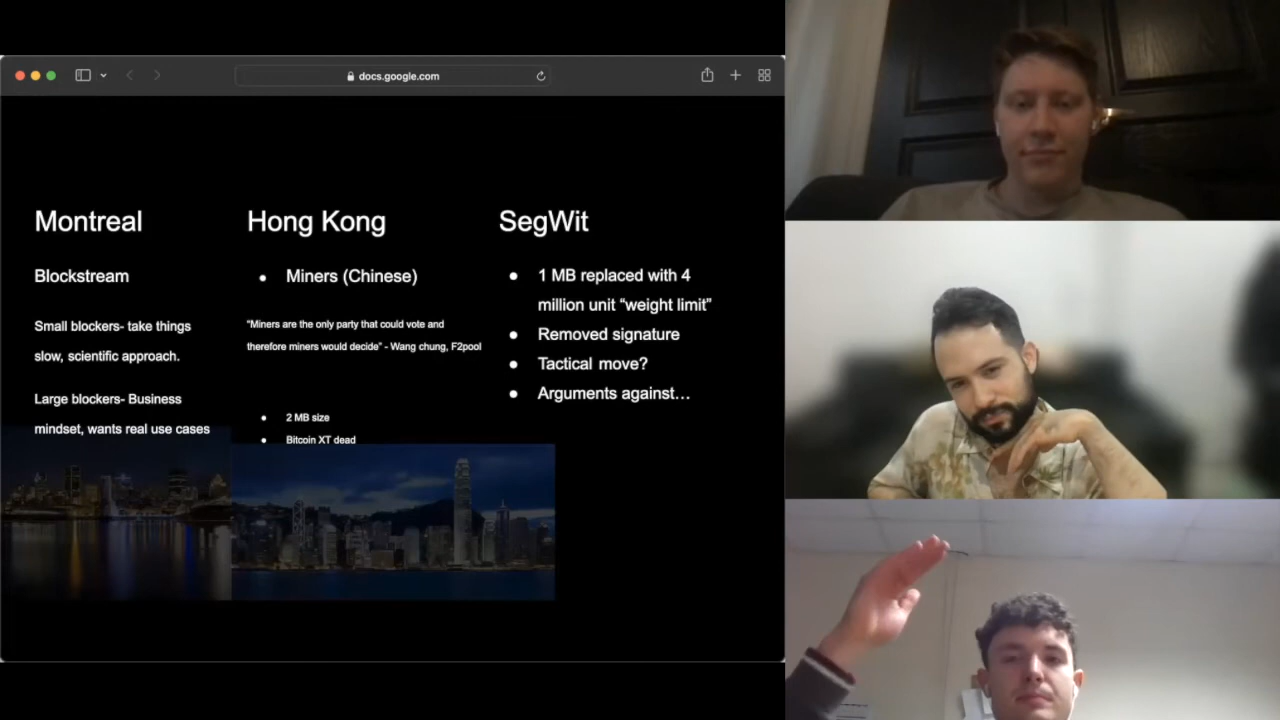 docs.google.com
Montreal
Blockstream
Small blockers- take things
slow, scientific approach.
Large blockers- Business
mindset, wants real use cases
Hong Kong
Miners (Chinese)
“Miners are the only party that could vote and
therefore miners would decide” - Wang chung, F2pool
2 MB size
Bitcoin XT dead
SegWit
1 MB replaced with 4
million unit “weight limit”
Removed signature
Tactical move?
Arguments against…